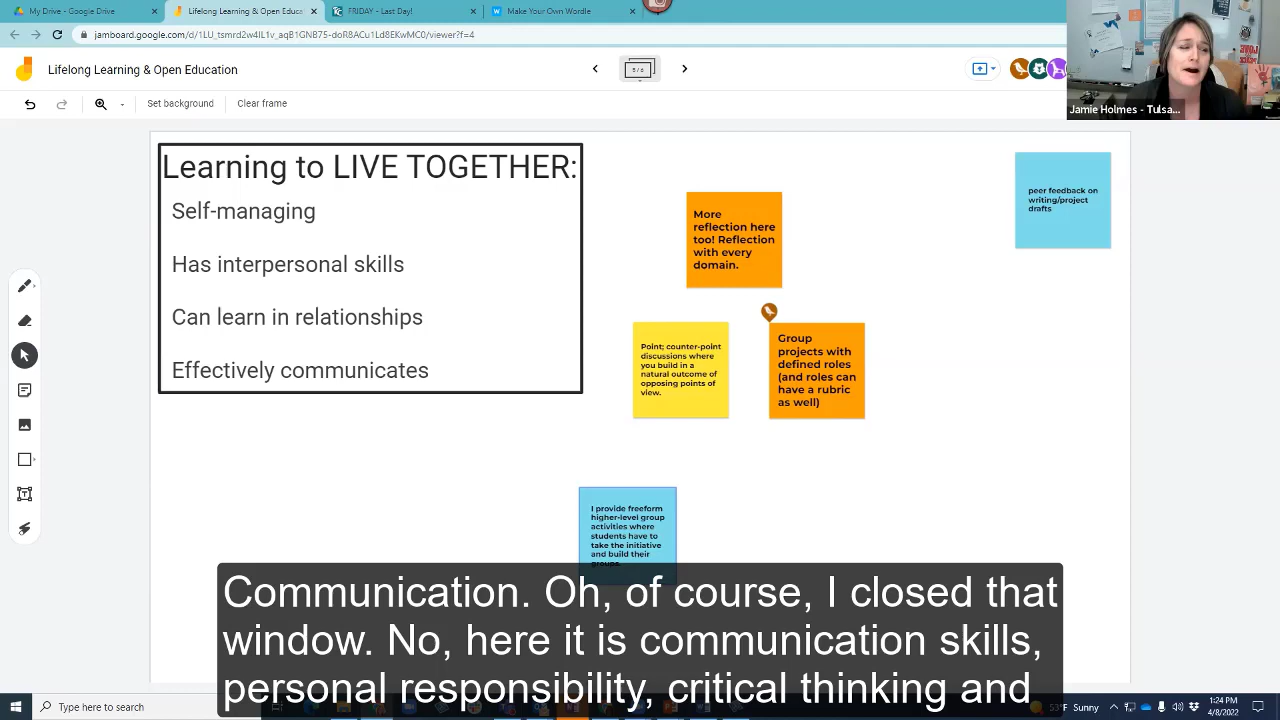 My Drive - Google Drive
Lifelong Learning & Open Educa
FRIDAY - Last Day!
Make Your Own Wordle
jamboard.google.com/d/1LU_tsmrd2w4IL1v_aqB1GNB75-doR8ACu1Ld8EKwMC0/viewer?f=4
Lifelong Learning & Open Education
5 / 6
Set background
Clear frame
Jamie Holmes - Tulsa...
Learning to LIVE TOGETHER:
Self-managing
Has interpersonal skills
Can learn in relationships
Effectively communicates
More
reflection here
too! Reflection
with every
domain.
peer feedback on
writing/project
drafts
Point; counter-point
discussions where
you build in a
natural outcome of
opposing points of
view.
Group
projects with
defined roles
(and roles can
have a rubric
as well)
I provide freeform
higher-level group
activities where
students have to
take the initiative
and build their
groups.
Communication. Oh, of course, I closed that
window. No, here it is communication skills,
personal responsibility, critical thinking and
Type here to search
53°F
Sunny
1:24 PM
4/8/2022